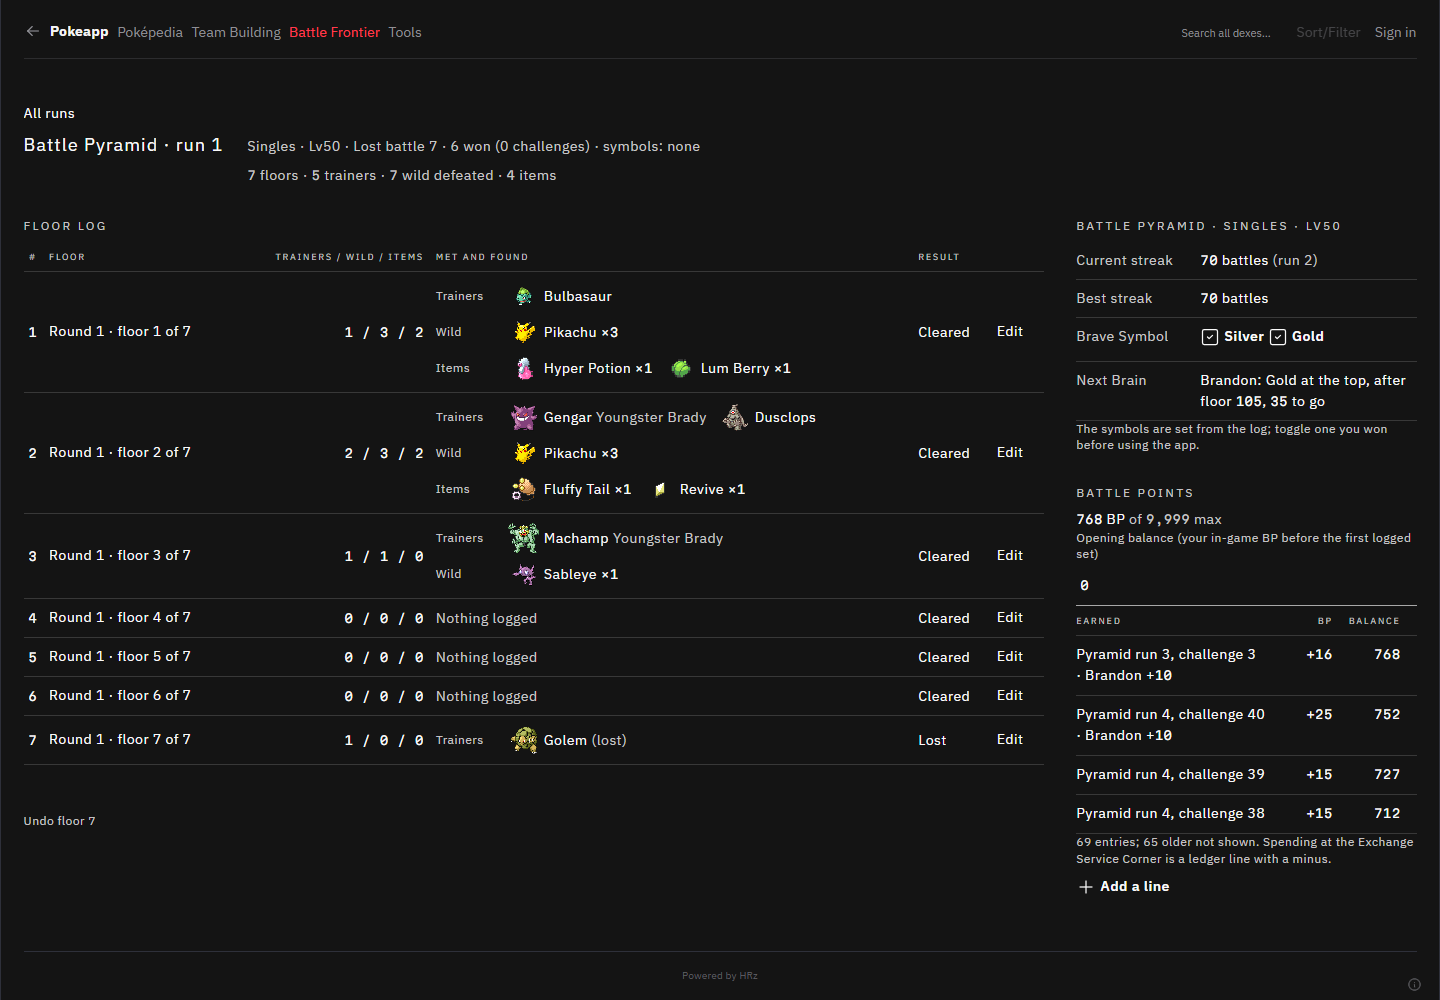 Pokeapp Poképedia Team Building Battle Frontier Tools
Search all dexes... Sort/Filter Sign in
All runs
Battle Pyramid · run 1
Singles · Lv50 · Lost battle 7 · 6 won (0 challenges) · symbols: none
7 floors · 5 trainers · 7 wild defeated · 4 items
FLOOR LOG
# FLOOR TRAINERS / WILD / ITEMS MET AND FOUND RESULT
1 Round 1 · floor 1 of 7 1 / 3 / 2 Cleared Edit
Trainers Bulbasaur
Wild Pikachu ×3
Items Hyper Potion ×1 Lum Berry ×1
2 Round 1 · floor 2 of 7 2 / 3 / 2 Cleared Edit
Trainers Gengar Youngster Brady Dusclops
Wild Pikachu ×3
Items Fluffy Tail ×1 Revive ×1
3 Round 1 · floor 3 of 7 1 / 1 / 0 Cleared Edit
Trainers Machamp Youngster Brady
Wild Sableye ×1
4 Round 1 · floor 4 of 7 0 / 0 / 0 Nothing logged Cleared Edit
5 Round 1 · floor 5 of 7 0 / 0 / 0 Nothing logged Cleared Edit
6 Round 1 · floor 6 of 7 0 / 0 / 0 Nothing logged Cleared Edit
7 Round 1 · floor 7 of 7 1 / 0 / 0 Trainers Golem (lost) Lost Edit
Undo floor 7
BATTLE PYRAMID · SINGLES · LV50
Current streak 70 battles (run 2)
Best streak 70 battles
Brave Symbol Silver Gold
Next Brain Brandon: Gold at the top, after
floor 105, 35 to go
The symbols are set from the log; toggle one you won
before using the app.
BATTLE POINTS
768 BP of 9,999 max
Opening balance (your in-game BP before the first logged
set)
0
EARNED BP BALANCE
Pyramid run 3, challenge 3 +16 768
· Brandon +10
Pyramid run 4, challenge 40 +25 752
· Brandon +10
Pyramid run 4, challenge 39 +15 727
Pyramid run 4, challenge 38 +15 712
69 entries; 65 older not shown. Spending at the Exchange
Service Corner is a ledger line with a minus.
Add a line
Powered by HRz